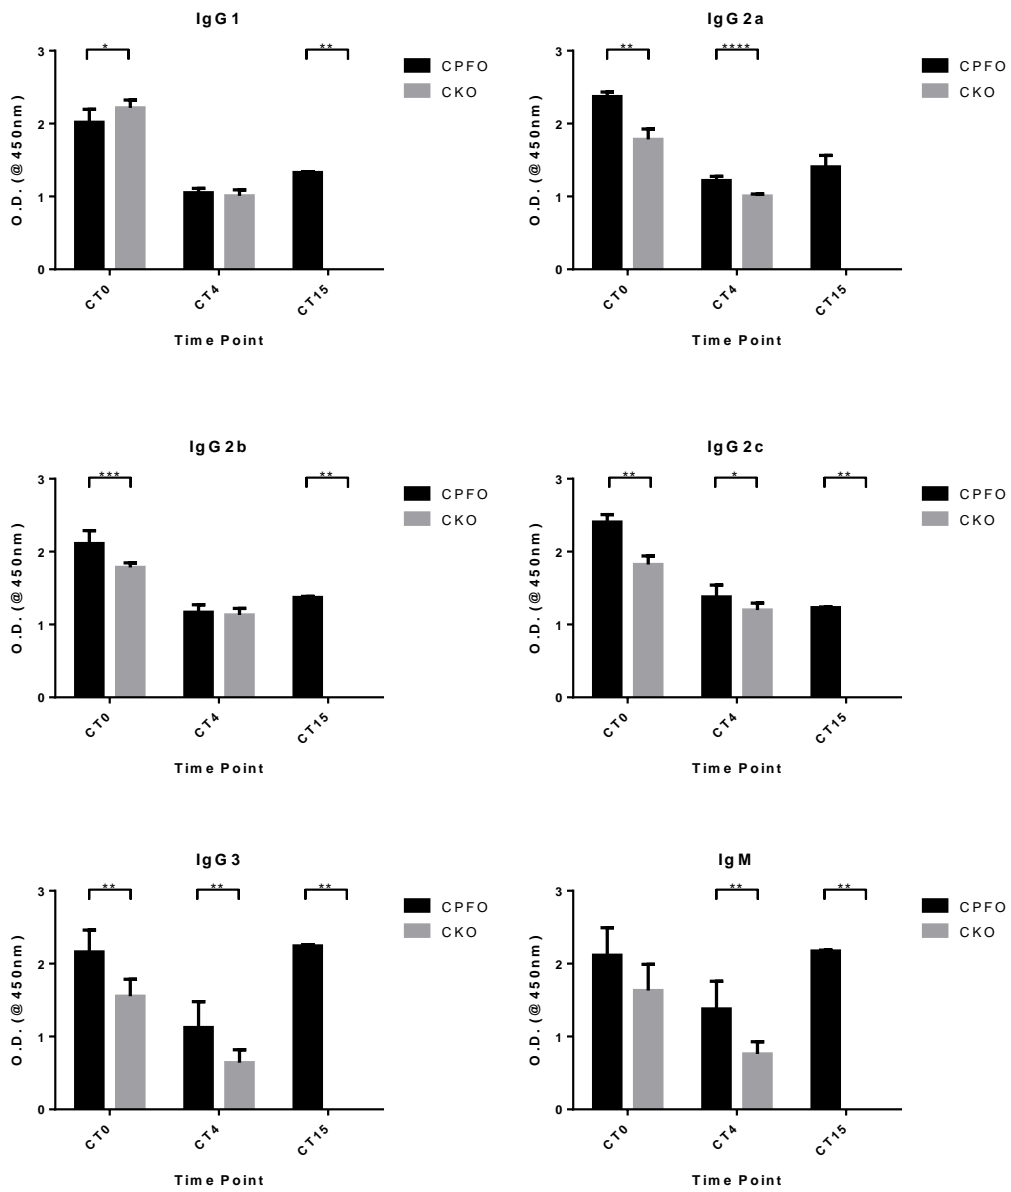 IgG1
* **
CPFO
CKO
O.D. (@450nm)
3
2
1
0
CT0 CT4 CT15
Time Point
IgG2a
** ****
CPFO
CKO
O.D. (@450nm)
3
2
1
0
CT0 CT4 CT15
Time Point
IgG2b
*** **
CPFO
CKO
O.D. (@450nm)
3
2
1
0
CT0 CT4 CT15
Time Point
IgG2c
** * **
CPFO
CKO
O.D. (@450nm)
3
2
1
0
CT0 CT4 CT15
Time Point
IgG3
** ** **
CPFO
CKO
O.D. (@450nm)
3
2
1
0
CT0 CT4 CT15
Time Point
IgM
** **
CPFO
CKO
O.D. (@450nm)
3
2
1
0
CT0 CT4 CT15
Time Point